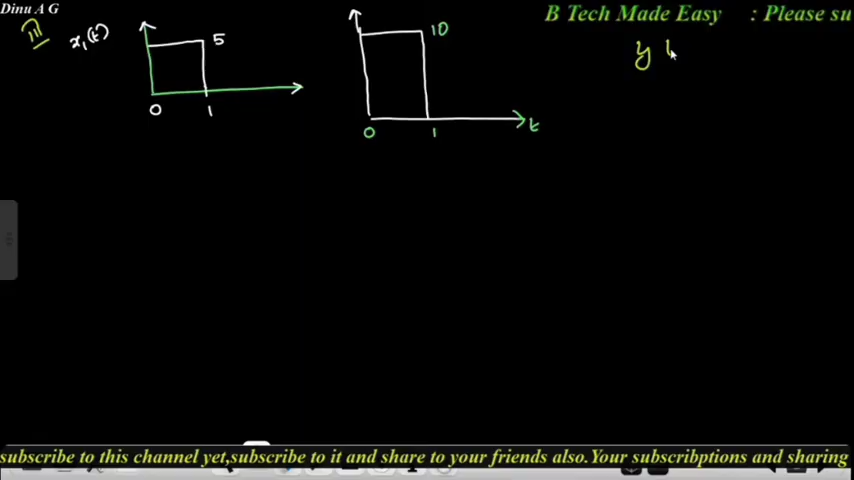 Dinu A G
B Tech Made Easy : Please su
III x₁(t) 5 10 y
0 1 0 1 t
subscribe to this channel yet,subscribe to it and share to your friends also.Your subscribptions and sharing